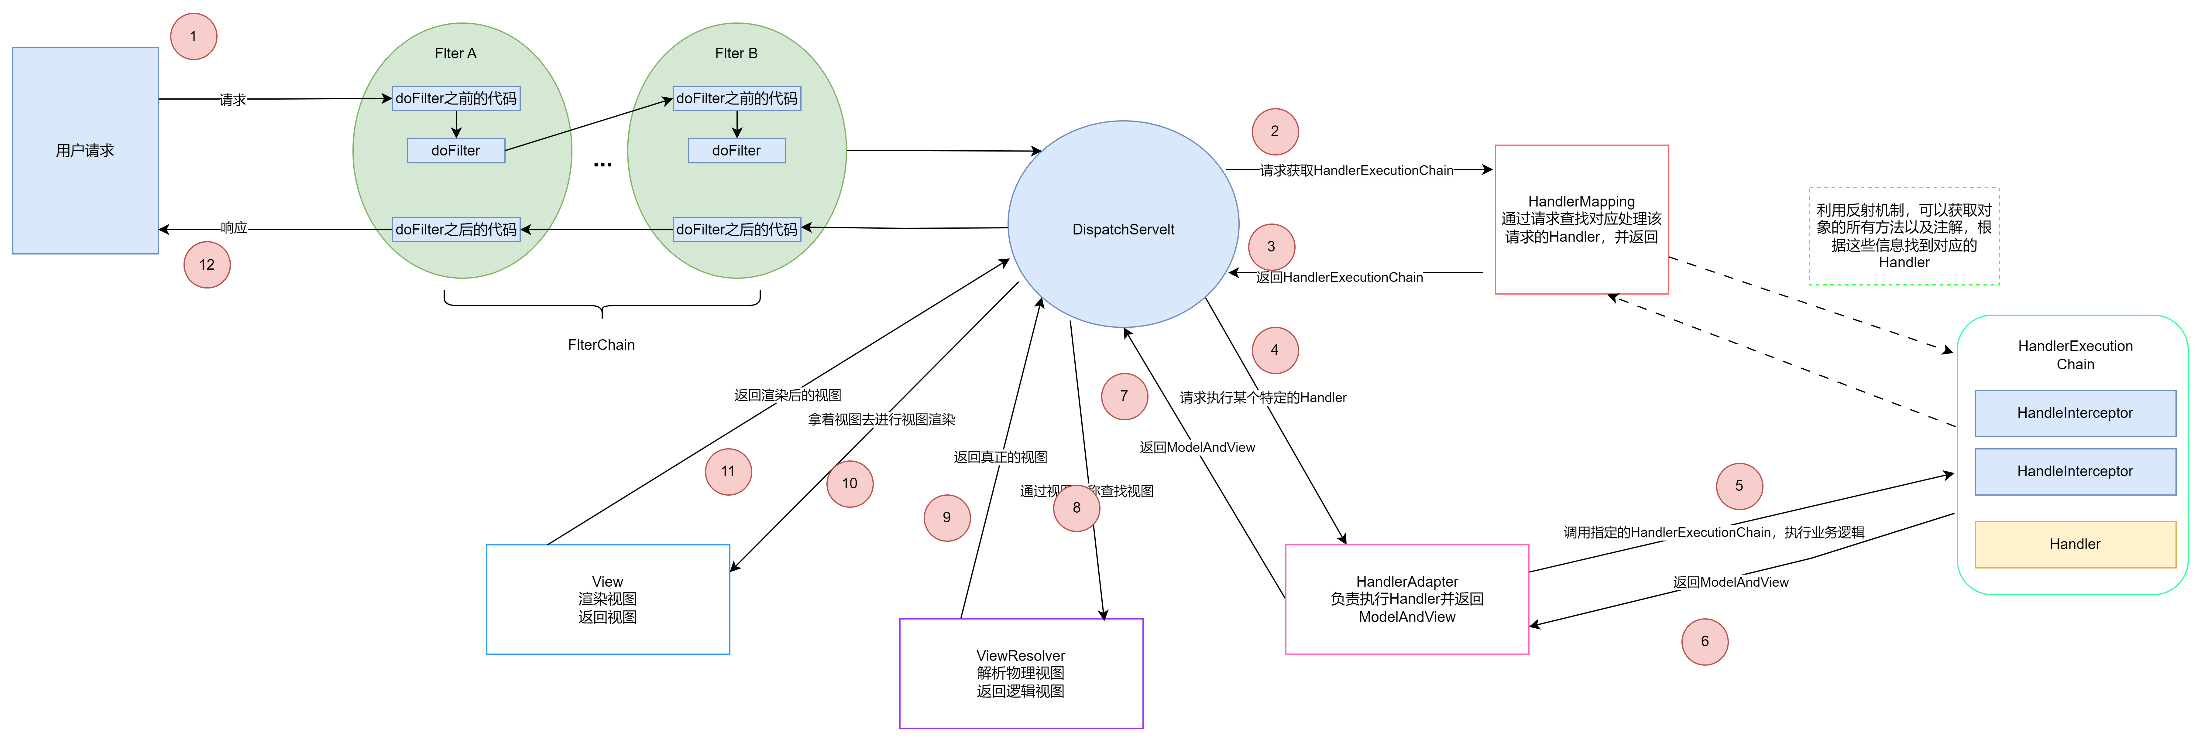 1
用户请求
请求
响应
12
Flter A
doFilter之前的代码
doFilter
doFilter之后的代码
...
Flter B
doFilter之前的代码
doFilter
doFilter之后的代码
FlterChain
DispatchServelt
2
请求获取HandlerExecutionChain
3
返回HandlerExecutionChain
HandlerMapping
通过请求查找对应处理该
请求的Handler，并返回
利用反射机制，可以获取对
象的所有方法以及注解，根
据这些信息找到对应的
Handler
HandlerExecution
Chain
HandleInterceptor
HandleInterceptor
Handler
4
请求执行某个特定的Handler
7
返回ModelAndView
5
调用指定的HandlerExecutionChain，执行业务逻辑
返回ModelAndView
6
HandlerAdapter
负责执行Handler并返回
ModelAndView
8
通过视图 称查找视图
9
返回真正的视图
ViewResolver
解析物理视图
返回逻辑视图
10
拿着视图去进行视图渲染
11
返回渲染后的视图
View
渲染视图
返回视图